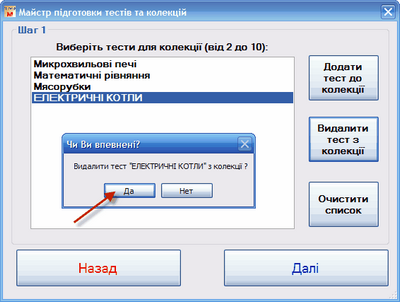 Майстр підготовки тестів та колекцій
Шаг 1
Виберіть тести для колекції (від 2 до 10):
Микрохвильові печі
Математичні рівняння
Мясорубки
ЕЛЕКТРИЧНІ КОТЛИ
Додати
тест до
колекції
Видалити
тест з
колекції
Очистити
список
Чи Ви впевнені?
Видалити тест "ЕЛЕКТРИЧНІ КОТЛИ" з колекції ?
Да
Нет
Назад
Далі